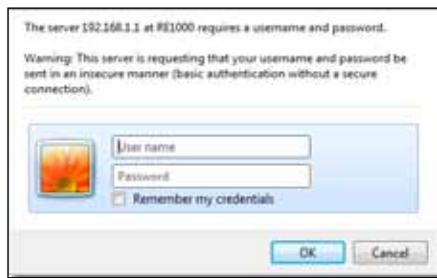 The server 192.168.1.1 at RE1000 requires a username and password.
Warning: This server is requesting that your username and password be
sent in an insecure manner (basic authentication without a secure
connection).
User name
Password
Remember my credentials
OK
Cancel